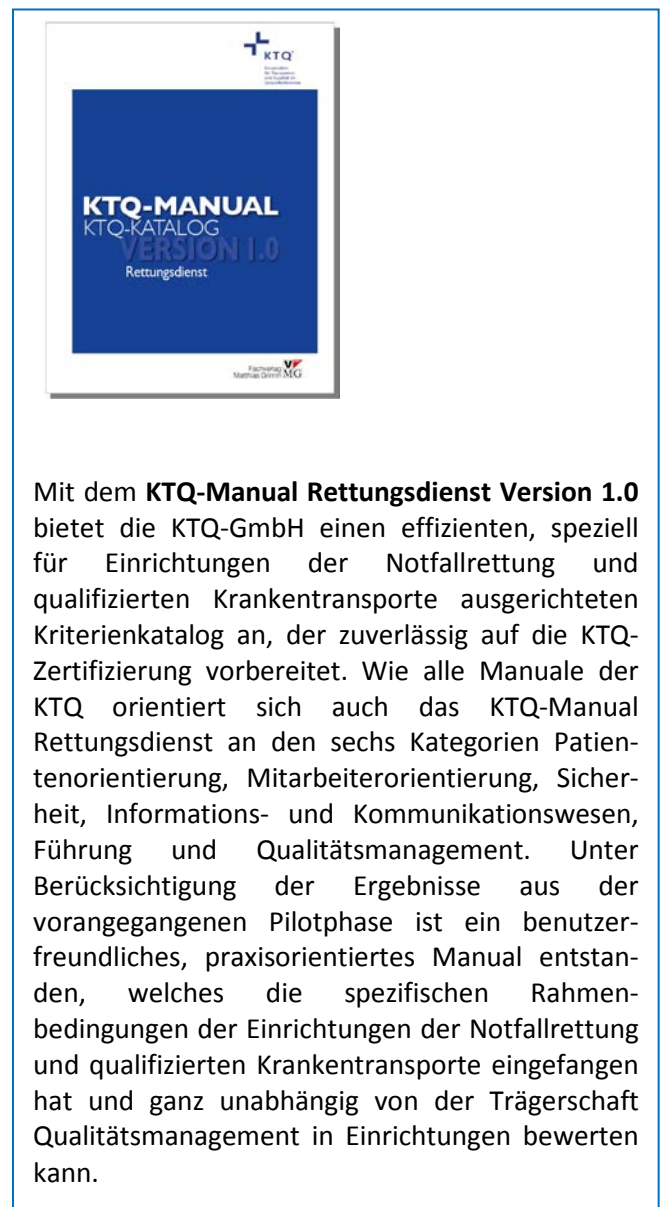 KTQ
KTQ-MANUAL
KTQ-KATALOG
VERSION 1.0
Rettungsdienst
Fachverlag
Matthias Grimm
MG
Mit dem KTQ-Manual Rettungsdienst Version 1.0
bietet die KTQ-GmbH einen effizienten, speziell
für Einrichtungen der Notfallrettung und
qualifizierten Krankentransporte ausgerichteten
Kriterienkatalog an, der zuverlässig auf die KTQ-
Zertifizierung vorbereitet. Wie alle Manuale der
KTQ orientiert sich auch das KTQ-Manual
Rettungsdienst an den sechs Kategorien Patien-
tenorientierung, Mitarbeiterorientierung, Sicher-
heit, Informations- und Kommunikationswesen,
Führung und Qualitätsmanagement. Unter
Berücksichtigung der Ergebnisse aus der
vorangegangenen Pilotphase ist ein benutzer-
freundliches, praxisorientiertes Manual entstan-
den, welches die spezifischen Rahmen-
bedingungen der Einrichtungen der Notfallrettung
und qualifizierten Krankentransporte eingefangen
hat und ganz unabhängig von der Trägerschaft
Qualitätsmanagement in Einrichtungen bewerten
kann.